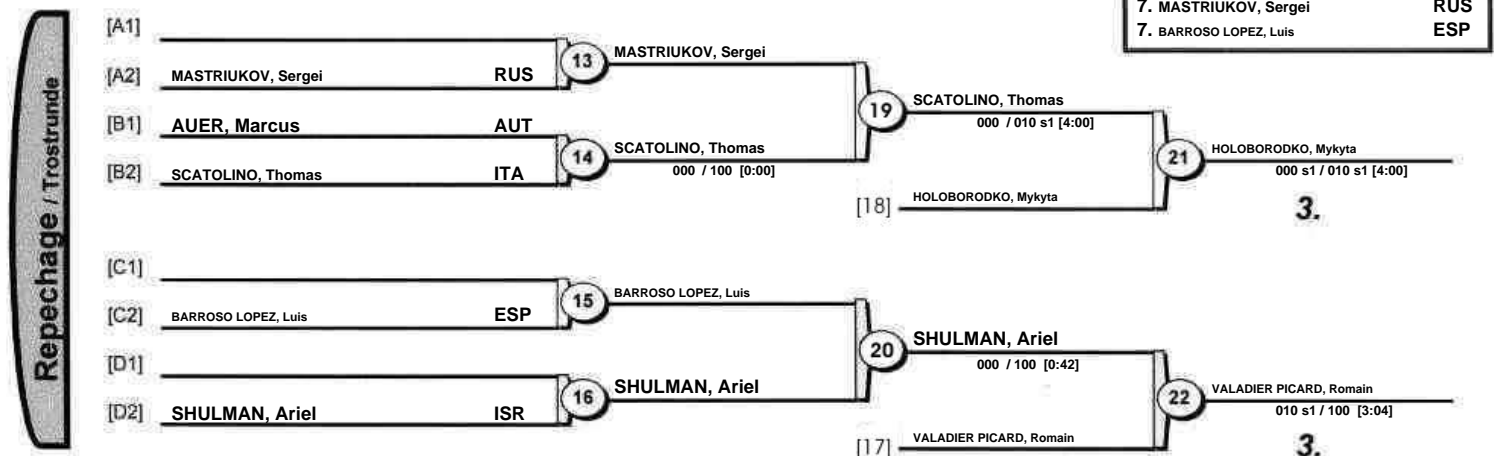 7. MASTRIUKOV, Sergei RUS
7. BARROSO LOPEZ, Luis ESP
Repechage / Trostrunde
[A1]
[A2] MASTRIUKOV, Sergei RUS
13 MASTRIUKOV, Sergei
[B1] AUER, Marcus AUT
[B2] SCATOLINO, Thomas ITA
14 SCATOLINO, Thomas
000 / 100 [0:00]
19 SCATOLINO, Thomas
000 / 010 s1 [4:00]
[18] HOLOBORODKO, Mykyta
21 HOLOBORODKO, Mykyta
000 s1 / 010 s1 [4:00]
3.
[C1]
[C2] BARROSO LOPEZ, Luis ESP
15 BARROSO LOPEZ, Luis
[D1]
[D2] SHULMAN, Ariel ISR
16 SHULMAN, Ariel
20 SHULMAN, Ariel
000 / 100 [0:42]
[17] VALADIER PICARD, Romain
22 VALADIER PICARD, Romain
010 s1 / 100 [3:04]
3.